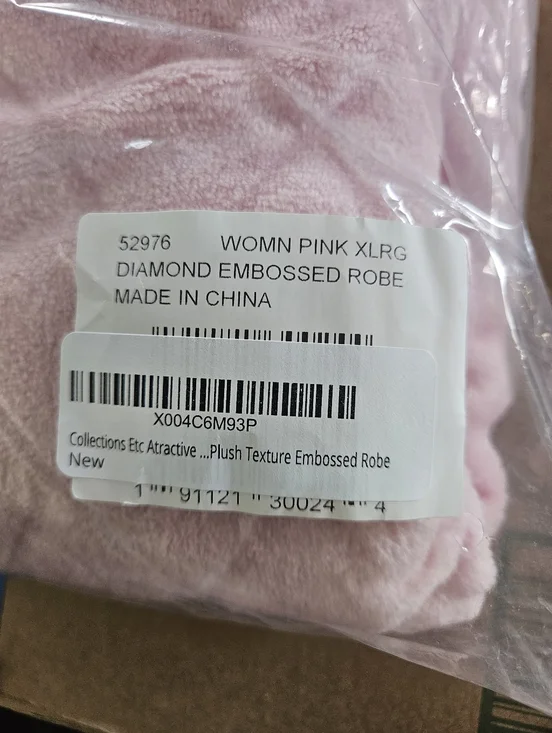 52976 WOMN PINK XLRG
DIAMOND EMBOSSED ROBE
MADE IN CHINA
X004C6M93P
Collections Etc Atractive ...Plush Texture Embossed Robe
New
1 91121 30024 4